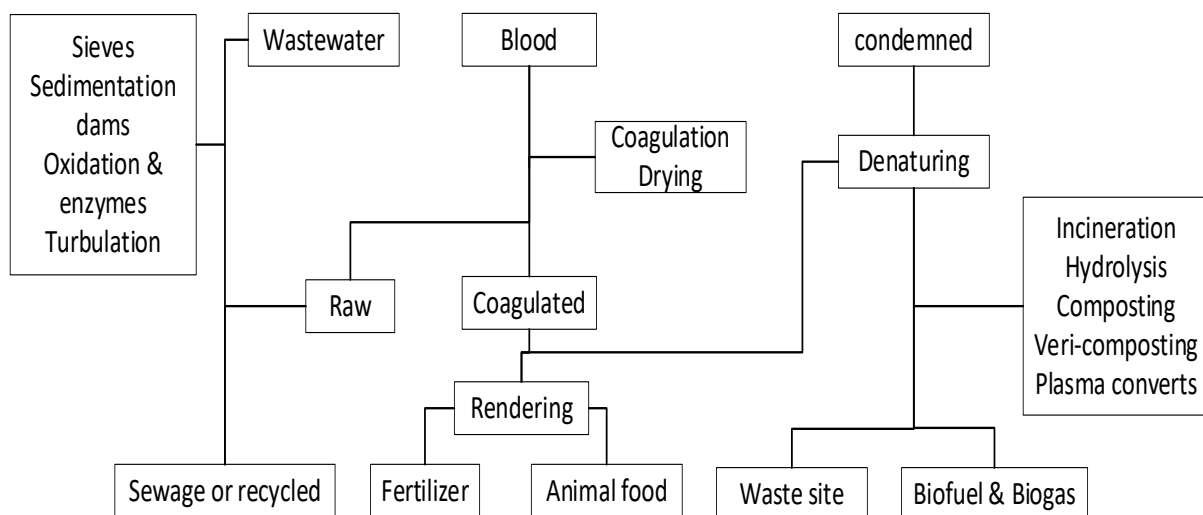 Sieves
Sedimentation
dams
Oxidation &
enzymes
Turbulation
Wastewater
Blood
condemned
Coagulation
Drying
Denaturing
Incineration
Hydrolysis
Composting
Veri-composting
Plasma converts
Raw
Coagulated
Rendering
Sewage or recycled
Fertilizer
Animal food
Waste site
Biofuel & Biogas